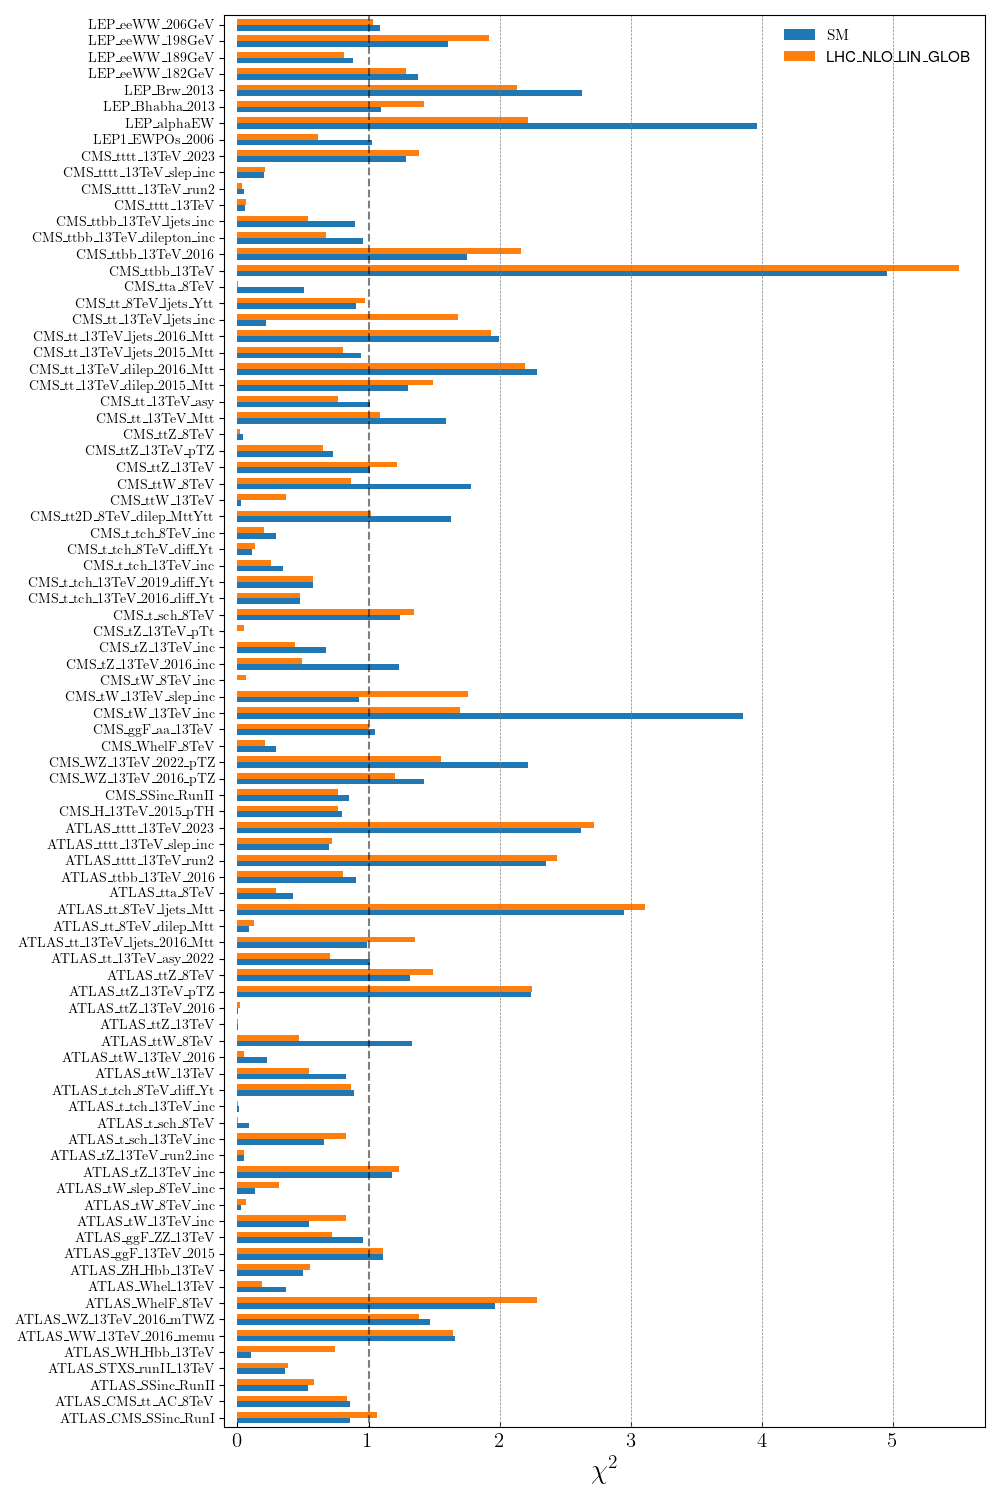 LEP_eeWW_206GeV
LEP_eeWW_198GeV
LEP_eeWW_189GeV
LEP_eeWW_182GeV
LEP_Brw_2013
LEP_Bhabha_2013
LEP_alphaEW
LEP1_EWPOs_2006
CMS_tttt_13TeV_2023
CMS_tttt_13TeV_slep_inc
CMS_tttt_13TeV_run2
CMS_tttt_13TeV
CMS_ttbb_13TeV_ljets_inc
CMS_ttbb_13TeV_dilepton_inc
CMS_ttbb_13TeV_2016
CMS_ttbb_13TeV
CMS_tta_8TeV
CMS_tt_8TeV_ljets_Ytt
CMS_tt_13TeV_ljets_inc
CMS_tt_13TeV_ljets_2016_Mtt
CMS_tt_13TeV_ljets_2015_Mtt
CMS_tt_13TeV_dilep_2016_Mtt
CMS_tt_13TeV_dilep_2015_Mtt
CMS_tt_13TeV_asy
CMS_tt_13TeV_Mtt
CMS_ttZ_8TeV
CMS_ttZ_13TeV_pTZ
CMS_ttZ_13TeV
CMS_ttW_8TeV
CMS_ttW_13TeV
CMS_tt2D_8TeV_dilep_MttYtt
CMS_t_tch_8TeV_inc
CMS_t_tch_8TeV_diff_Yt
CMS_t_tch_13TeV_inc
CMS_t_tch_13TeV_2019_diff_Yt
CMS_t_tch_13TeV_2016_diff_Yt
CMS_t_sch_8TeV
CMS_tZ_13TeV_pTt
CMS_tZ_13TeV_inc
CMS_tZ_13TeV_2016_inc
CMS_tW_8TeV_inc
CMS_tW_13TeV_slep_inc
CMS_tW_13TeV_inc
CMS_ggF_aa_13TeV
CMS_WhelF_8TeV
CMS_WZ_13TeV_2022_pTZ
CMS_WZ_13TeV_2016_pTZ
CMS_SSinc_RunII
CMS_H_13TeV_2015_pTH
ATLAS_tttt_13TeV_2023
ATLAS_tttt_13TeV_slep_inc
ATLAS_tttt_13TeV_run2
ATLAS_ttbb_13TeV_2016
ATLAS_tta_8TeV
ATLAS_tt_8TeV_ljets_Mtt
ATLAS_tt_8TeV_dilep_Mtt
ATLAS_tt_13TeV_ljets_2016_Mtt
ATLAS_tt_13TeV_asy_2022
ATLAS_ttZ_8TeV
ATLAS_ttZ_13TeV_pTZ
ATLAS_ttZ_13TeV_2016
ATLAS_ttZ_13TeV
ATLAS_ttW_8TeV
ATLAS_ttW_13TeV_2016
ATLAS_ttW_13TeV
ATLAS_t_tch_8TeV_diff_Yt
ATLAS_t_tch_13TeV_inc
ATLAS_t_sch_8TeV
ATLAS_t_sch_13TeV_inc
ATLAS_tZ_13TeV_run2_inc
ATLAS_tZ_13TeV_inc
ATLAS_tW_slep_8TeV_inc
ATLAS_tW_8TeV_inc
ATLAS_tW_13TeV_inc
ATLAS_ggF_ZZ_13TeV
ATLAS_ggF_13TeV_2015
ATLAS_ZH_Hbb_13TeV
ATLAS_Whel_13TeV
ATLAS_WhelF_8TeV
ATLAS_WZ_13TeV_2016_mTWZ
ATLAS_WW_13TeV_2016_memu
ATLAS_WH_Hbb_13TeV
ATLAS_STXS_runII_13TeV
ATLAS_SSinc_RunII
ATLAS_CMS_tt_AC_8TeV
ATLAS_CMS_SSinc_RunI
SM
LHC_NLO_LIN_GLOB
0 1 2 3 4 5
χ²